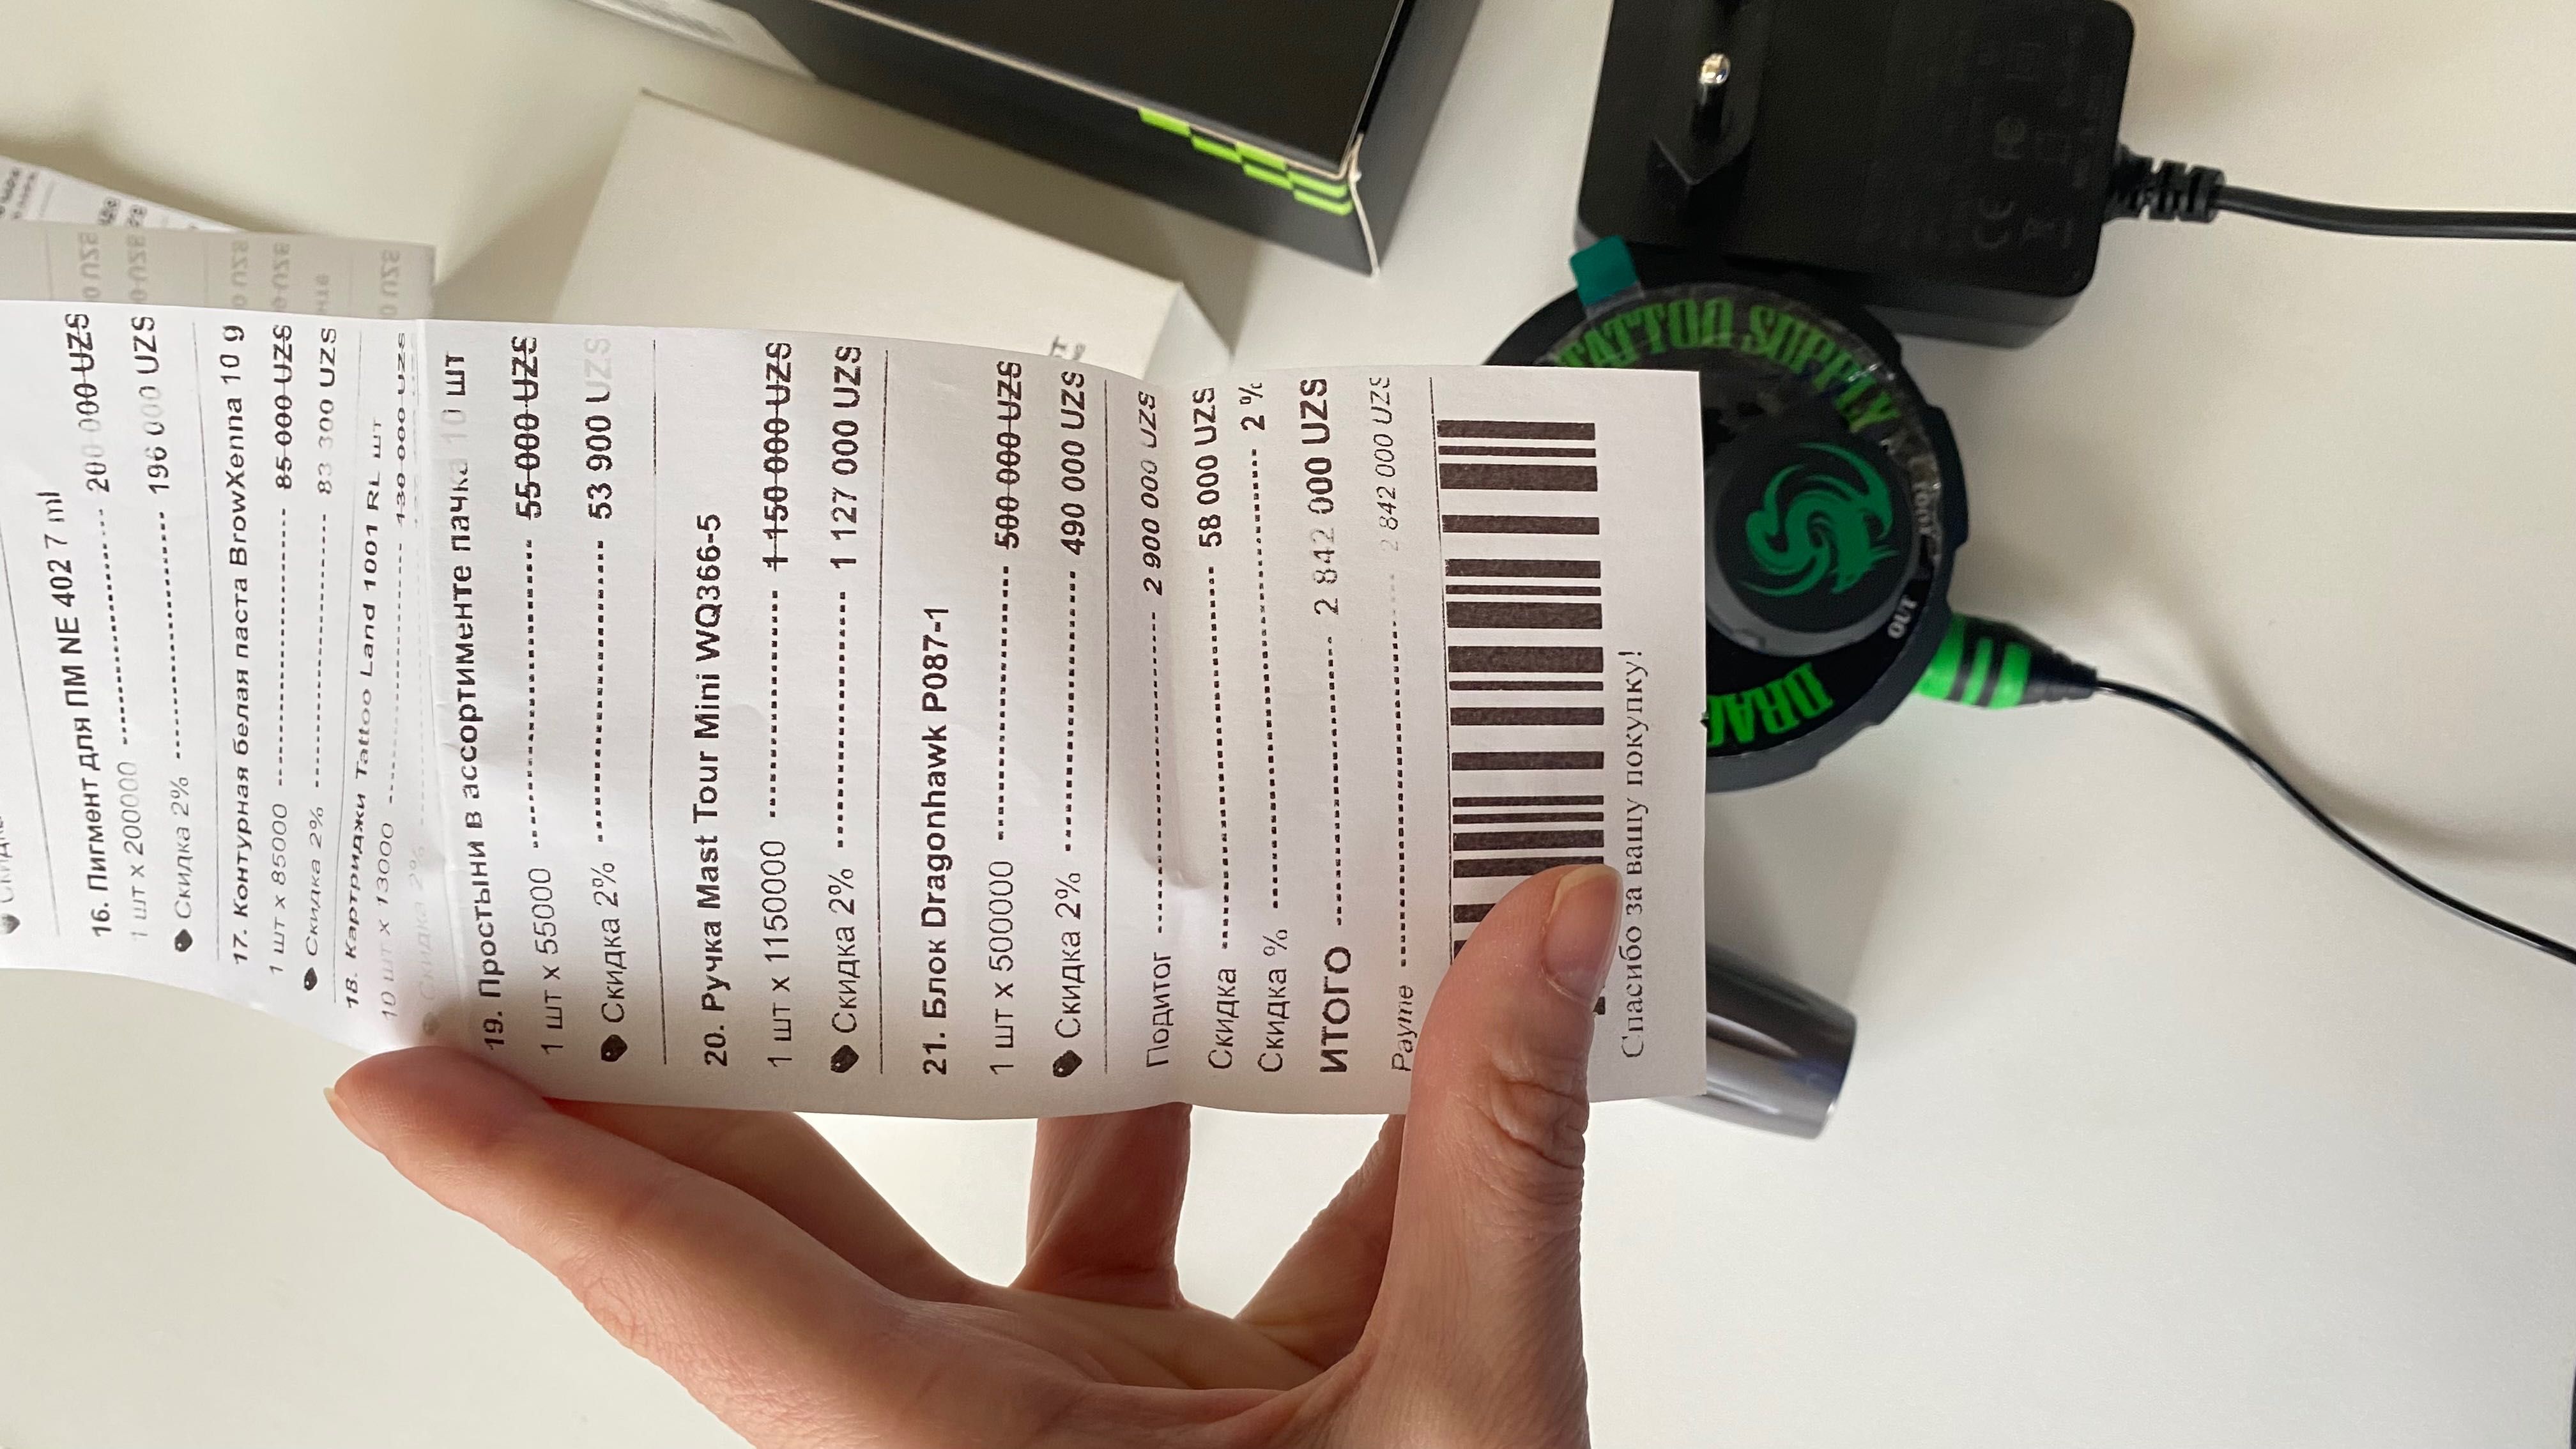 16. Пигмент для ПМ NE 402 7 ml
1 шт x 200000 200 000 UZS
Скидка 2% 196 000 UZS
17. Контурная белая паста BrowXenna 10 g
1 шт x 85000 85 000 UZS
Скидка 2% 83 300 UZS
18. Картриджи Tattoo Land 1001 RL шт
10 шт x 13000 130 000 UZS
Скидка 2%
19. Простыни в ассортименте пачка 10 шт
1 шт x 55000 55 000 UZS
Скидка 2% 53 900 UZS
20. Ручка Mast Tour Mini WQ366-5
1 шт x 1150000 1 150 000 UZS
Скидка 2% 1 127 000 UZS
21. Блок Dragonhawk P087-1
1 шт x 500000 500 000 UZS
Скидка 2% 490 000 UZS
Подитог 2 900 000 UZS
Скидка 58 000 UZS
Скидка % 2 %
ИТОГО 2 842 000 UZS
Payme 2 842 000 UZS
Спасибо за вашу покупку!
TATTOO SUPPLY
OUT
CE